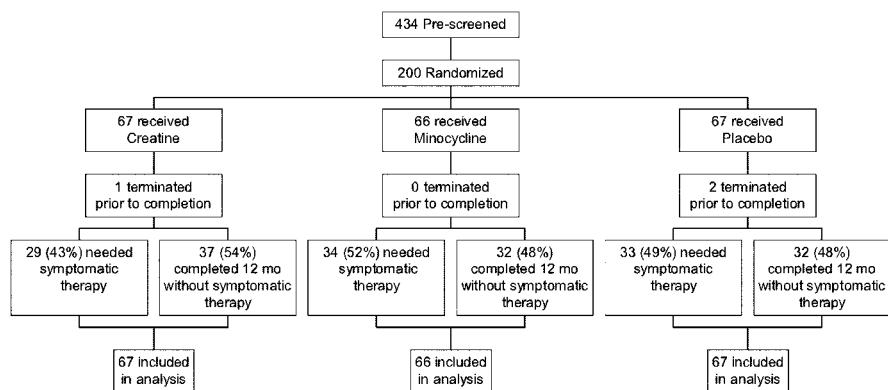 434 Pre-screened
200 Randomized
67 received
Creatine
66 received
Minocycline
67 received
Placebo
1 terminated
prior to completion
0 terminated
prior to completion
2 terminated
prior to completion
29 (43%) needed
symptomatic
therapy
37 (54%)
completed 12 mo
without symptomatic
therapy
34 (52%) needed
symptomatic
therapy
32 (48%)
completed 12 mo
without symptomatic
therapy
33 (49%) needed
symptomatic
therapy
32 (48%)
completed 12 mo
without symptomatic
therapy
67 included
in analysis
66 included
in analysis
67 included
in analysis